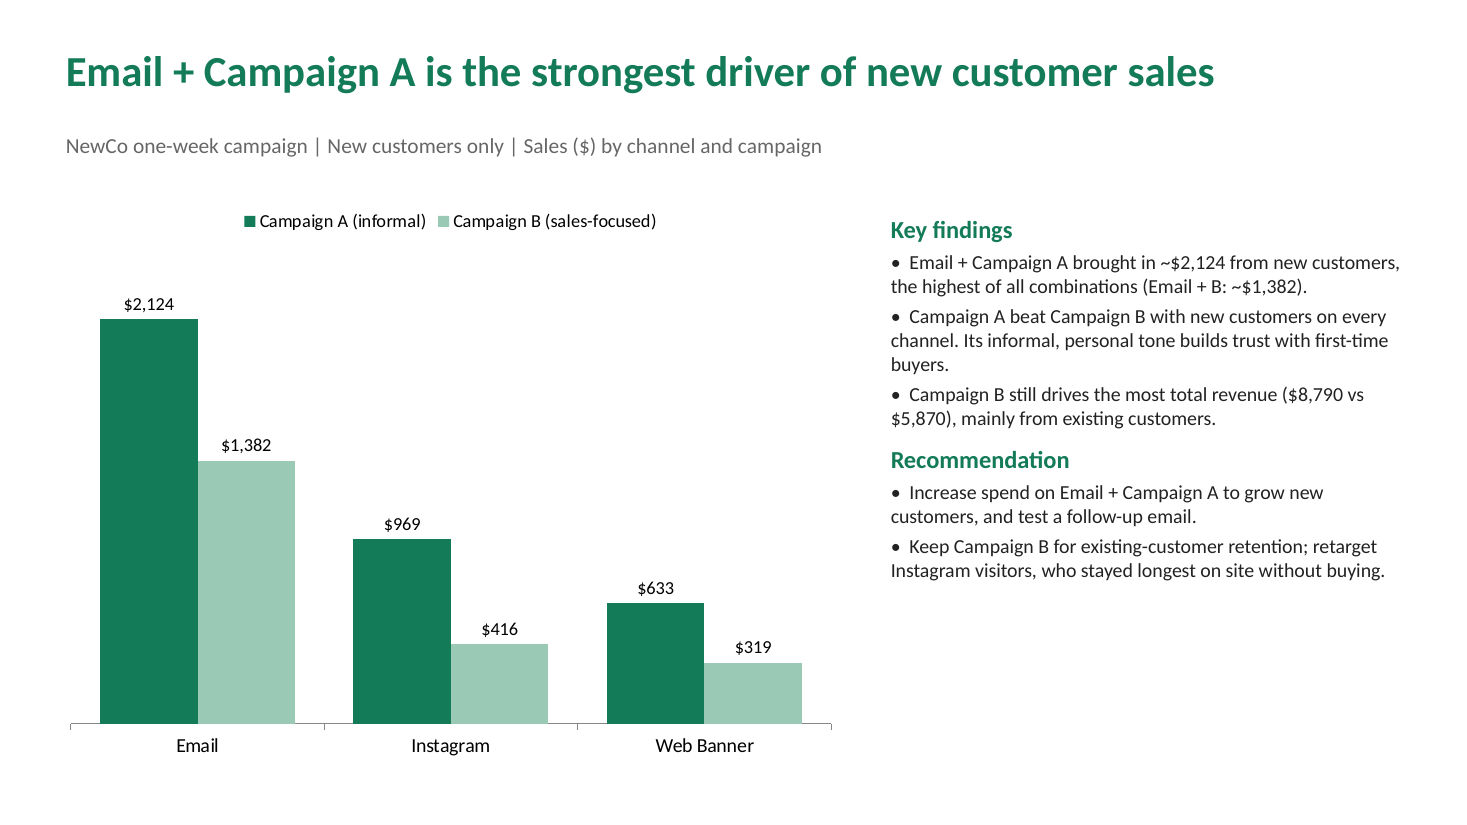 Email + Campaign A is the strongest driver of new customer sales
NewCo one-week campaign | New customers only | Sales ($) by channel and campaign
Campaign A (informal) Campaign B (sales-focused)
$2,124
$1,382
$969
$416
$633
$319
Email Instagram Web Banner
Key findings
• Email + Campaign A brought in ~$2,124 from new customers,
the highest of all combinations (Email + B: ~$1,382).
• Campaign A beat Campaign B with new customers on every
channel. Its informal, personal tone builds trust with first-time
buyers.
• Campaign B still drives the most total revenue ($8,790 vs
$5,870), mainly from existing customers.
Recommendation
• Increase spend on Email + Campaign A to grow new
customers, and test a follow-up email.
• Keep Campaign B for existing-customer retention; retarget
Instagram visitors, who stayed longest on site without buying.